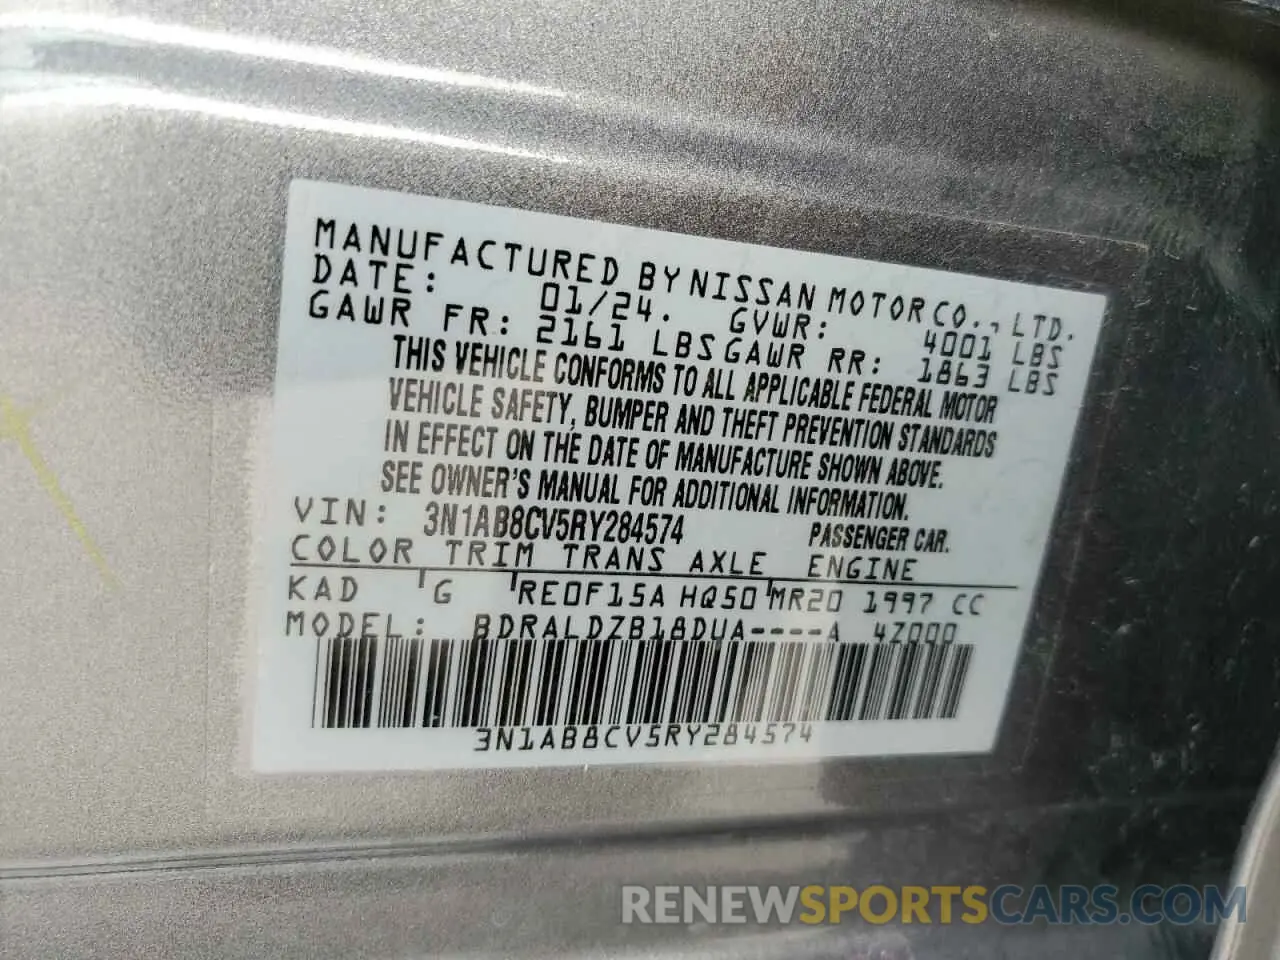 MANUFACTURED BY NISSAN MOTOR CO., LTD.
DATE: 01/24. GVWR: 4001 LBS
GAWR FR: 2161 LBS GAWR RR: 1863 LBS
THIS VEHICLE CONFORMS TO ALL APPLICABLE FEDERAL MOTOR
VEHICLE SAFETY, BUMPER AND THEFT PREVENTION STANDARDS
IN EFFECT ON THE DATE OF MANUFACTURE SHOWN ABOVE.
SEE OWNER'S MANUAL FOR ADDITIONAL INFORMATION.
VIN: 3N1AB8CV5RY284574 PASSENGER CAR.
COLOR TRIM TRANS AXLE ENGINE
KAD G RE0F15A HQ50 MR20 1997 CC
MODEL: BDRALDZB18DUA----A 47000
3N1AB8CV5RY284574
RENEWSPORTSCARS.COM